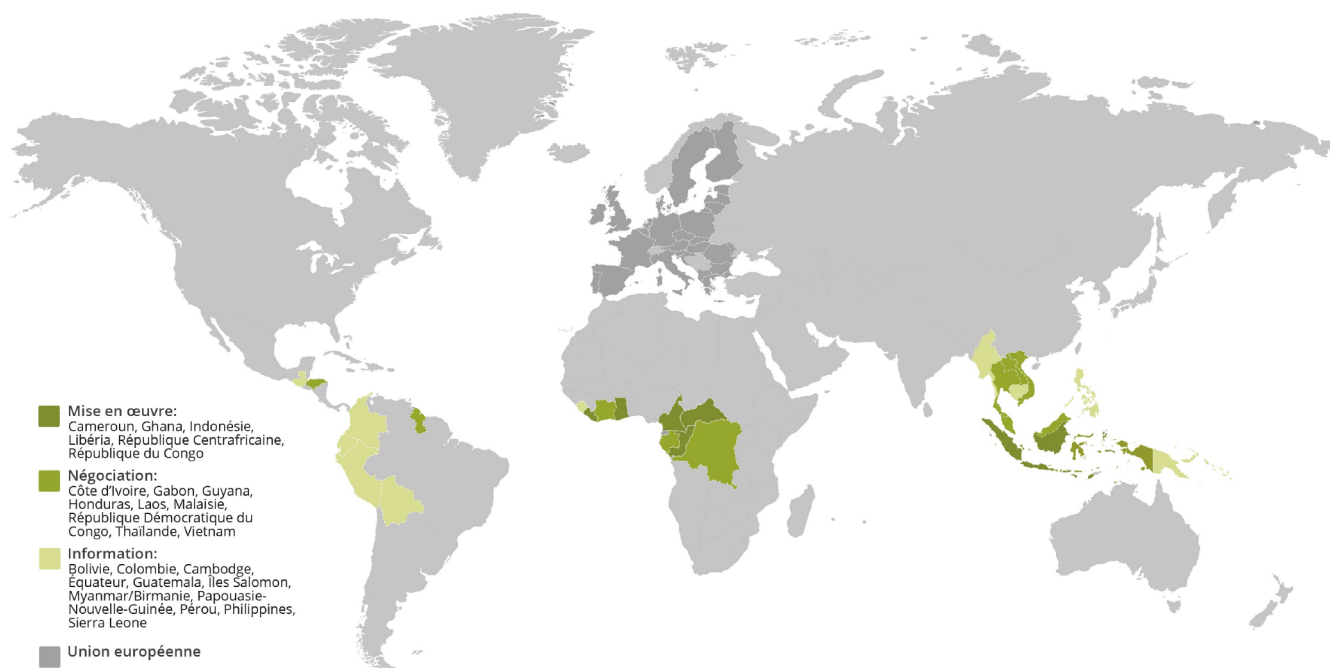 Mise en œuvre:
Cameroun, Ghana, Indonésie,
Libéria, République Centrafricaine,
République du Congo
Négociation:
Côte d'Ivoire, Gabon, Guyana,
Honduras, Laos, Malaisie,
République Démocratique du
Congo, Thaïlande, Vietnam
Information:
Bolivie, Colombie, Cambodge,
Équateur, Guatemala, Îles Salomon,
Myanmar/Birmanie, Papouasie-
Nouvelle-Guinée, Pérou, Philippines,
Sierra Leone
Union européenne